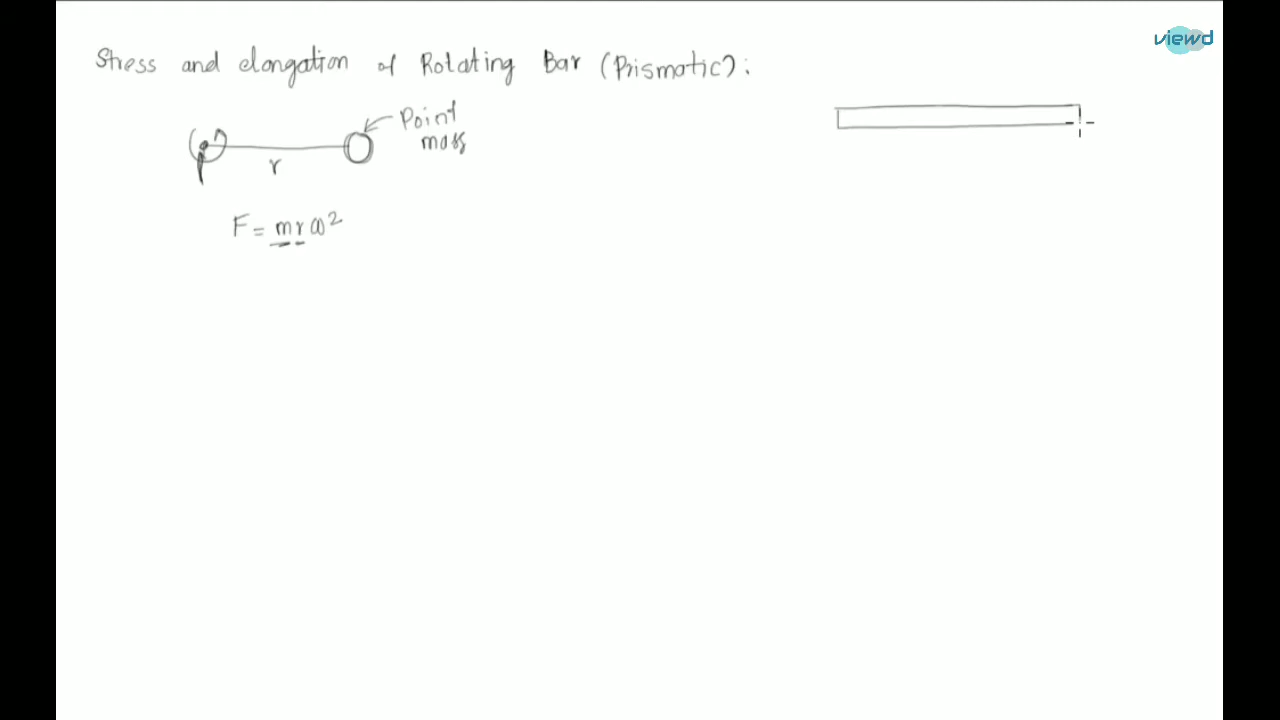 Stress and elongation of Rotating Bar (Prismatic):
Point
mass
r
F = mrω²
viewd